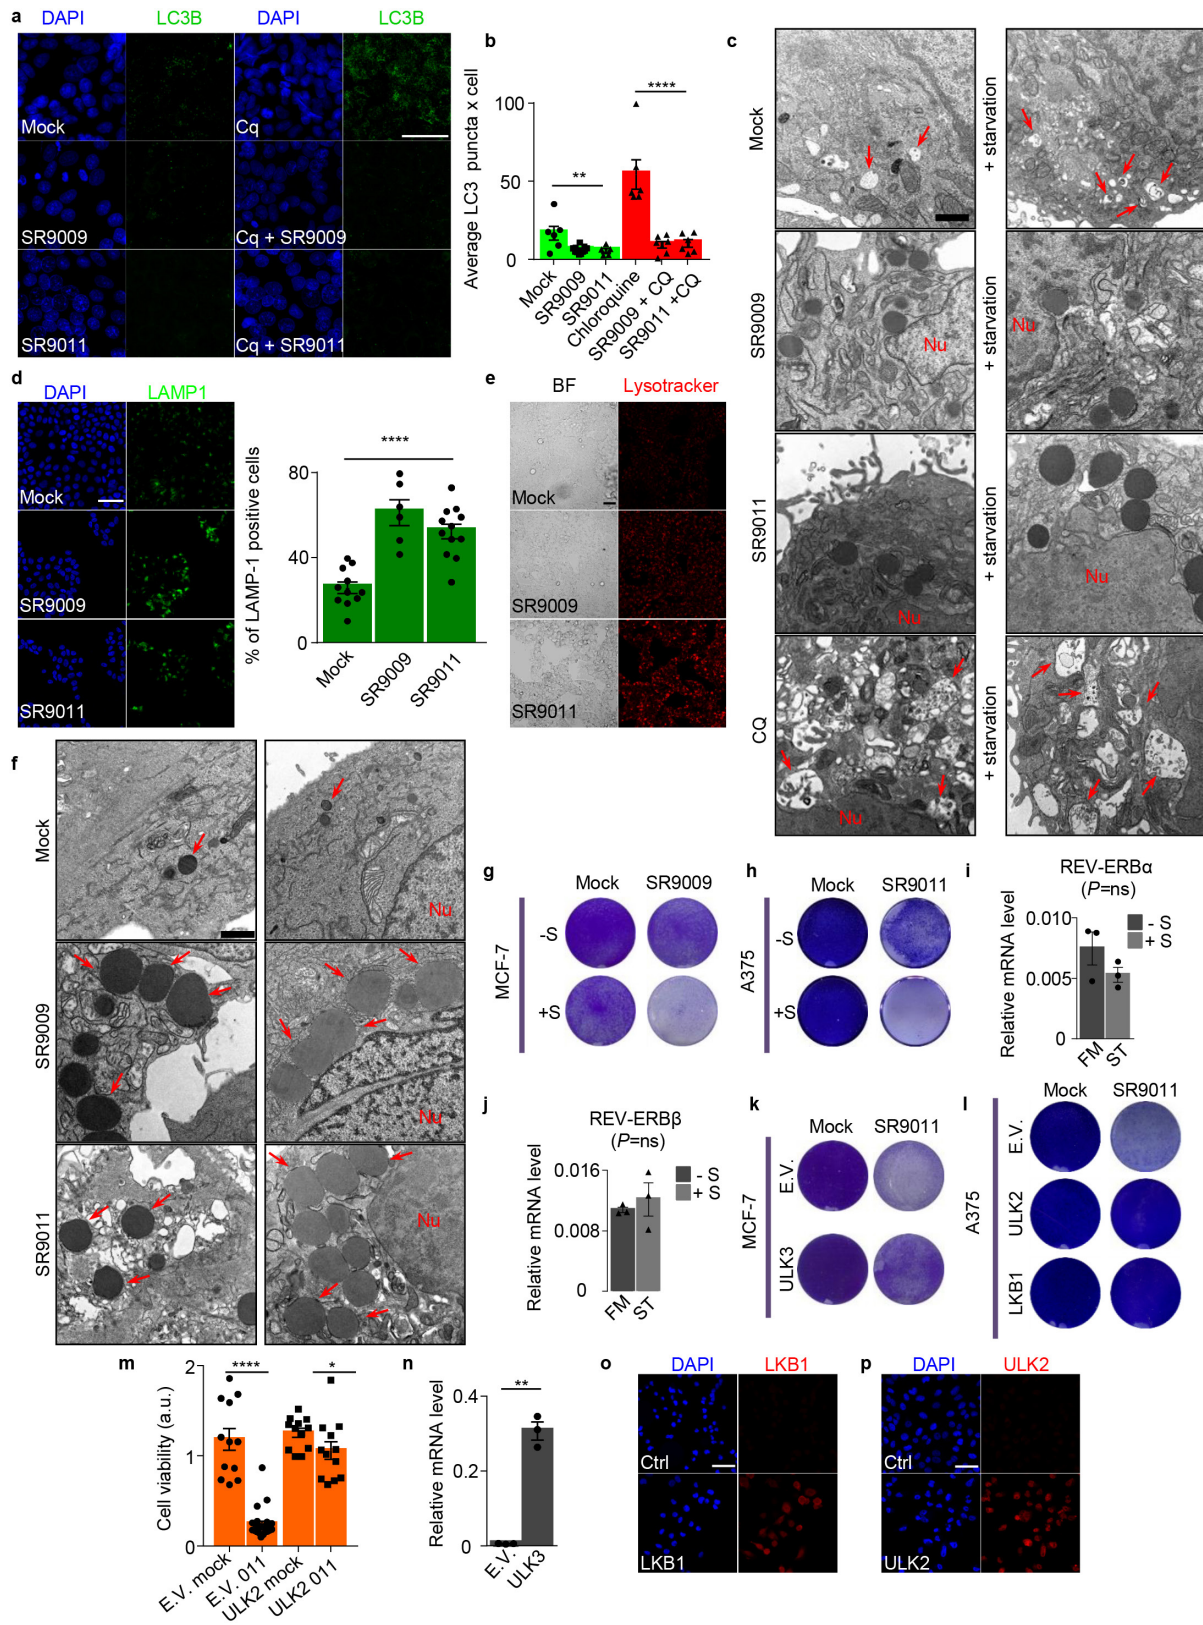 a
DAPI LC3B DAPI LC3B
Mock Cq
SR9009 Cq + SR9009
SR9011 Cq + SR9011
b
Average LC3 puncta x cell
100
50
0
**
****
Mock
SR9009
SR9011
Chloroquine
SR9009 + CQ
SR9011 +CQ
c
Mock
+ starvation
SR9009
Nu
+ starvation
Nu
SR9011
Nu
+ starvation
Nu
CQ
Nu
+ starvation
d
DAPI LAMP1
Mock
SR9009
SR9011
% of LAMP-1 positive cells
80
40
0
****
Mock
SR9009
SR9011
e
BF Lysotracker
Mock
SR9009
SR9011
f
Mock
Nu
SR9009
Nu
SR9011
Nu
g
Mock SR9009
MCF-7
-S
+S
h
Mock SR9011
A375
-S
+S
i
REV-ERBα
(P=ns)
Relative mRNA level
0.010
0.005
0
- S
+ S
FM
ST
j
REV-ERBβ
(P=ns)
Relative mRNA level
0.016
0.008
0
- S
+ S
FM
ST
k
Mock SR9011
MCF-7
E.V.
ULK3
l
Mock SR9011
A375
E.V.
ULK2
LKB1
m
Cell viability (a.u.)
2
1
0
****
*
E.V. mock
E.V. 011
ULK2 mock
ULK2 011
n
Relative mRNA level
0.4
0.2
0
**
E.V.
ULK3
o
DAPI LKB1
Ctrl
LKB1
p
DAPI ULK2
Ctrl
ULK2